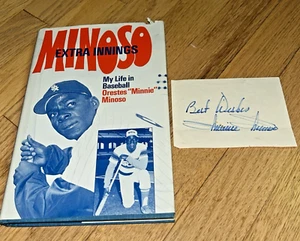 MINOSO
EXTRA INNINGS
My Life in
Baseball
Orestes "Minnie"
Minoso
Best Wishes
Minnie Minoso